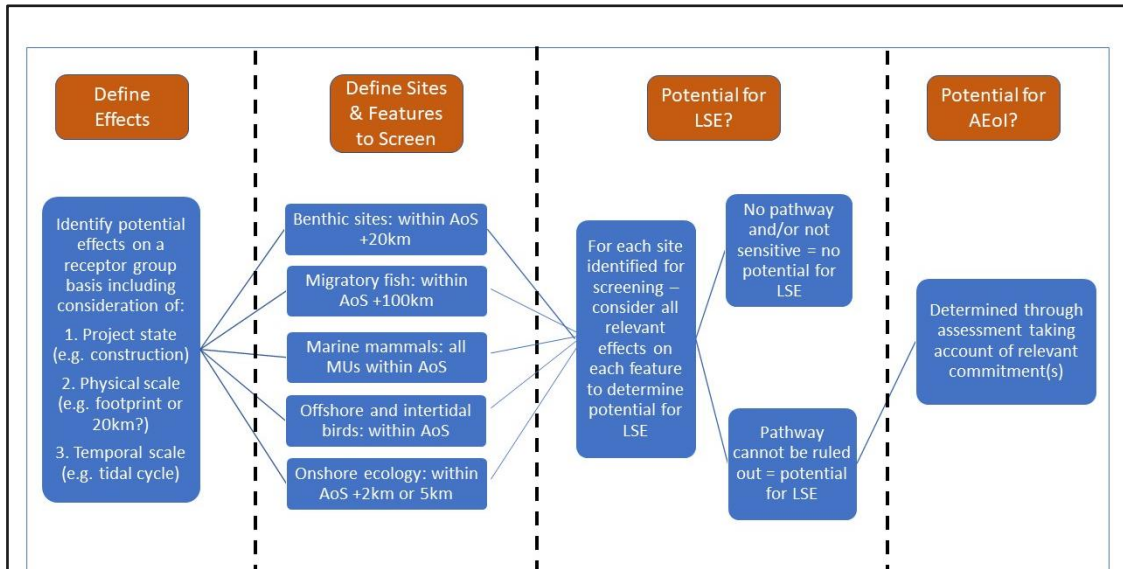 Define
Effects
Define Sites
& Features
to Screen
Potential for
LSE?
Potential for
AEoI?
Identify potential
effects on a
receptor group
basis including
consideration of:
1. Project state
(e.g. construction)
2. Physical scale
(e.g. footprint or
20km?)
3. Temporal scale
(e.g. tidal cycle)
Benthic sites: within AoS
+20km
Migratory fish: within
AoS +100km
Marine mammals: all
MUs within AoS
Offshore and intertidal
birds: within AoS
Onshore ecology: within
AoS +2km or 5km
For each site
identified for
screening –
consider all
relevant
effects on
each feature
to determine
potential for
LSE
No pathway
and/or not
sensitive = no
potential for
LSE
Pathway
cannot be ruled
out = potential
for LSE
Determined through
assessment taking
account of relevant
commitment(s)